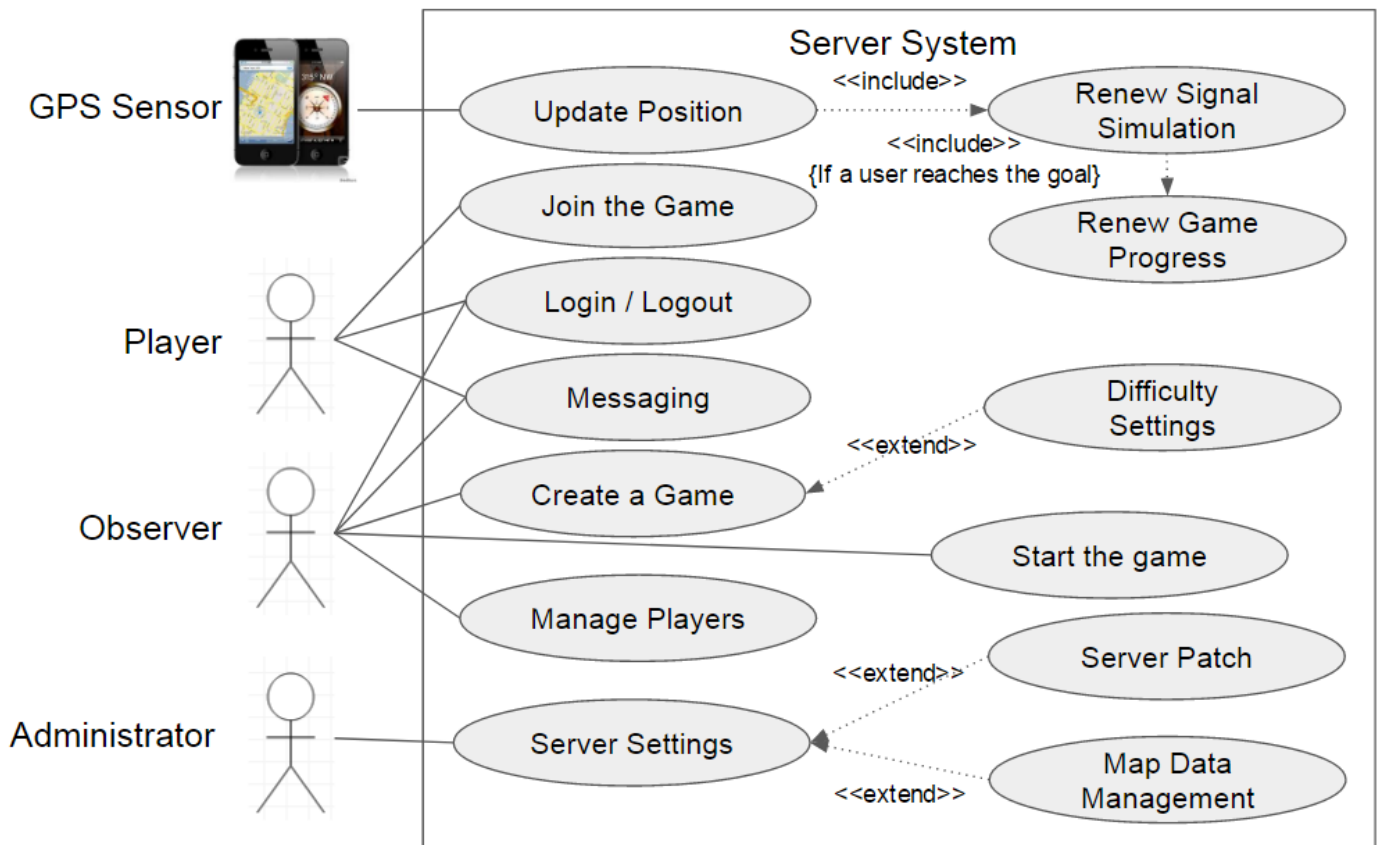 Server System
GPS Sensor
315° NW
Update Position
<<include>>
Renew Signal
Simulation
<<include>>
{If a user reaches the goal}
Join the Game
Renew Game
Progress
Player
Login / Logout
Messaging
Difficulty
Settings
<<extend>>
Observer
Create a Game
Start the game
Manage Players
<<extend>>
Server Patch
Administrator
Server Settings
<<extend>>
Map Data
Management